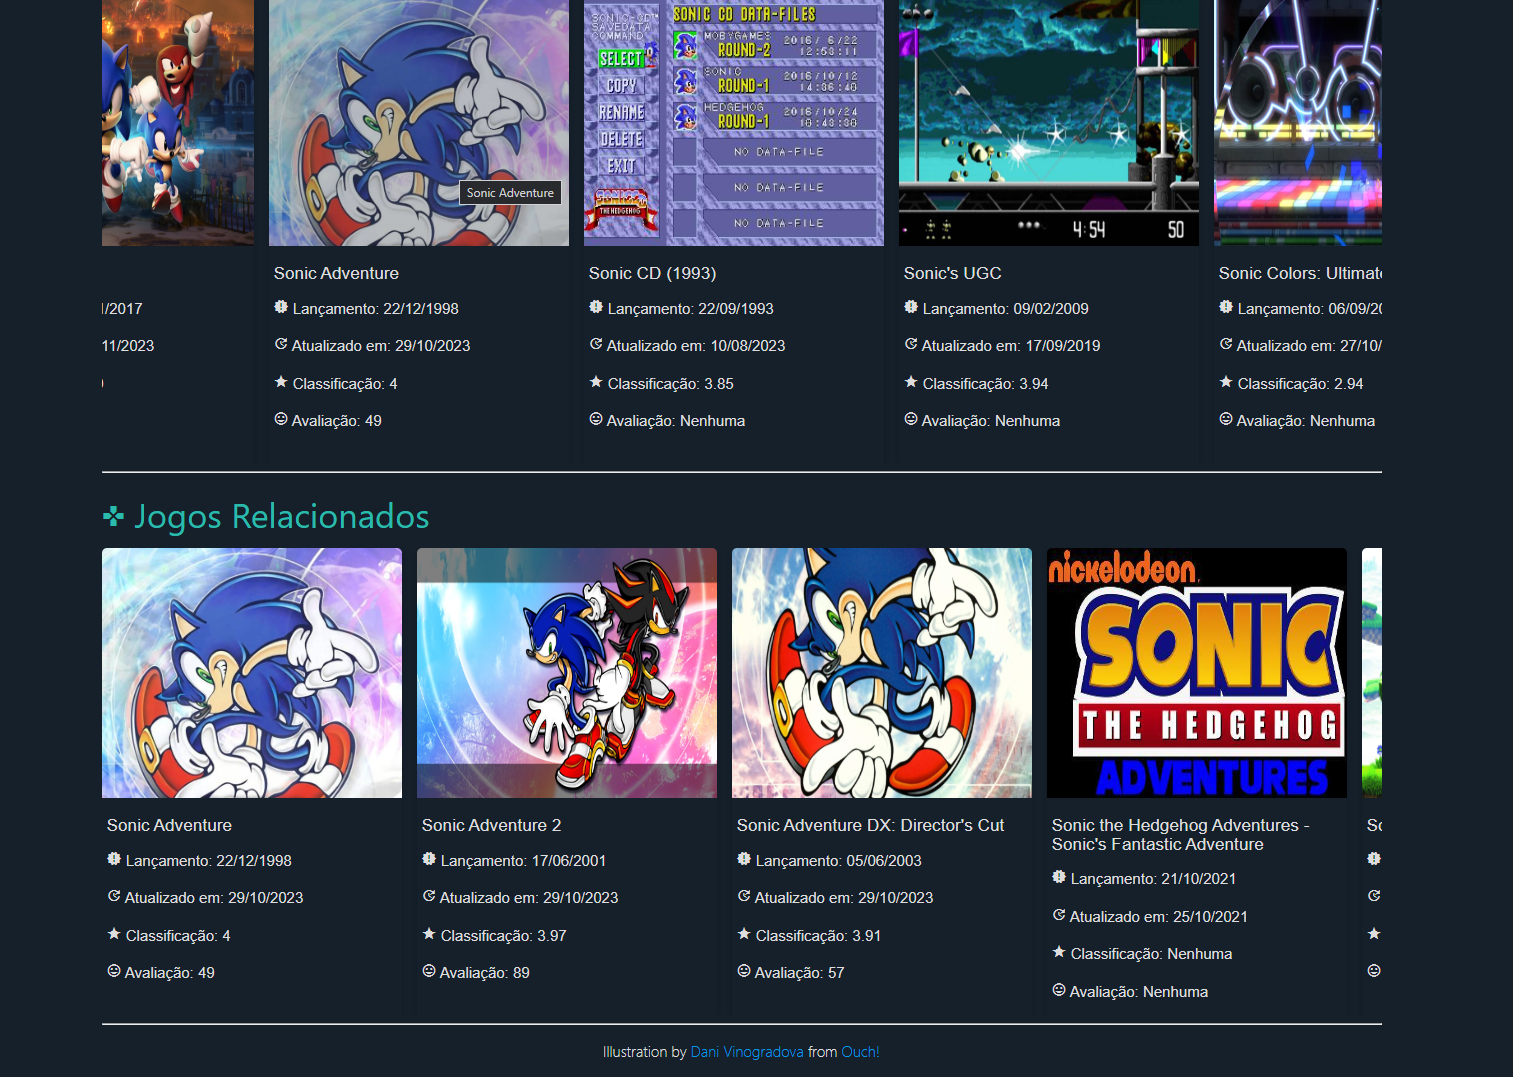 SONIC CD DATA-FILES
SONIC-CD
SAVEDATA
COMMAND
SELECT
COPY
RENAME
DELETE
EXIT
THE HEDGEHOG
MOBYGAMES 2016/ 6/22
ROUND-2 12:58:11
SONIC 2016/10/12
ROUND-1 14:36:40
HEDGEHOG 2016/10/24
ROUND-1
NO DATA-FILE
NO DATA-FILE
NO DATA-FILE
4:54 50
Sonic Adventure
Sonic Adventure
Lançamento: 22/12/1998
Atualizado em: 29/10/2023
Classificação: 4
Avaliação: 49
/2017
11/2023
Sonic CD (1993)
Lançamento: 22/09/1993
Atualizado em: 10/08/2023
Classificação: 3.85
Avaliação: Nenhuma
Sonic's UGC
Lançamento: 09/02/2009
Atualizado em: 17/09/2019
Classificação: 3.94
Avaliação: Nenhuma
Sonic Colors: Ultimat
Lançamento: 06/09/20
Atualizado em: 27/10/
Classificação: 2.94
Avaliação: Nenhuma
Jogos Relacionados
Sonic Adventure
Lançamento: 22/12/1998
Atualizado em: 29/10/2023
Classificação: 4
Avaliação: 49
Sonic Adventure 2
Lançamento: 17/06/2001
Atualizado em: 29/10/2023
Classificação: 3.97
Avaliação: 89
Sonic Adventure DX: Director's Cut
Lançamento: 05/06/2003
Atualizado em: 29/10/2023
Classificação: 3.91
Avaliação: 57
nickelodeon
SONIC
THE HEDGEHOG
ADVENTURES
Sonic the Hedgehog Adventures -
Sonic's Fantastic Adventure
Lançamento: 21/10/2021
Atualizado em: 25/10/2021
Classificação: Nenhuma
Avaliação: Nenhuma
Illustration by Dani Vinogradova from Ouch!